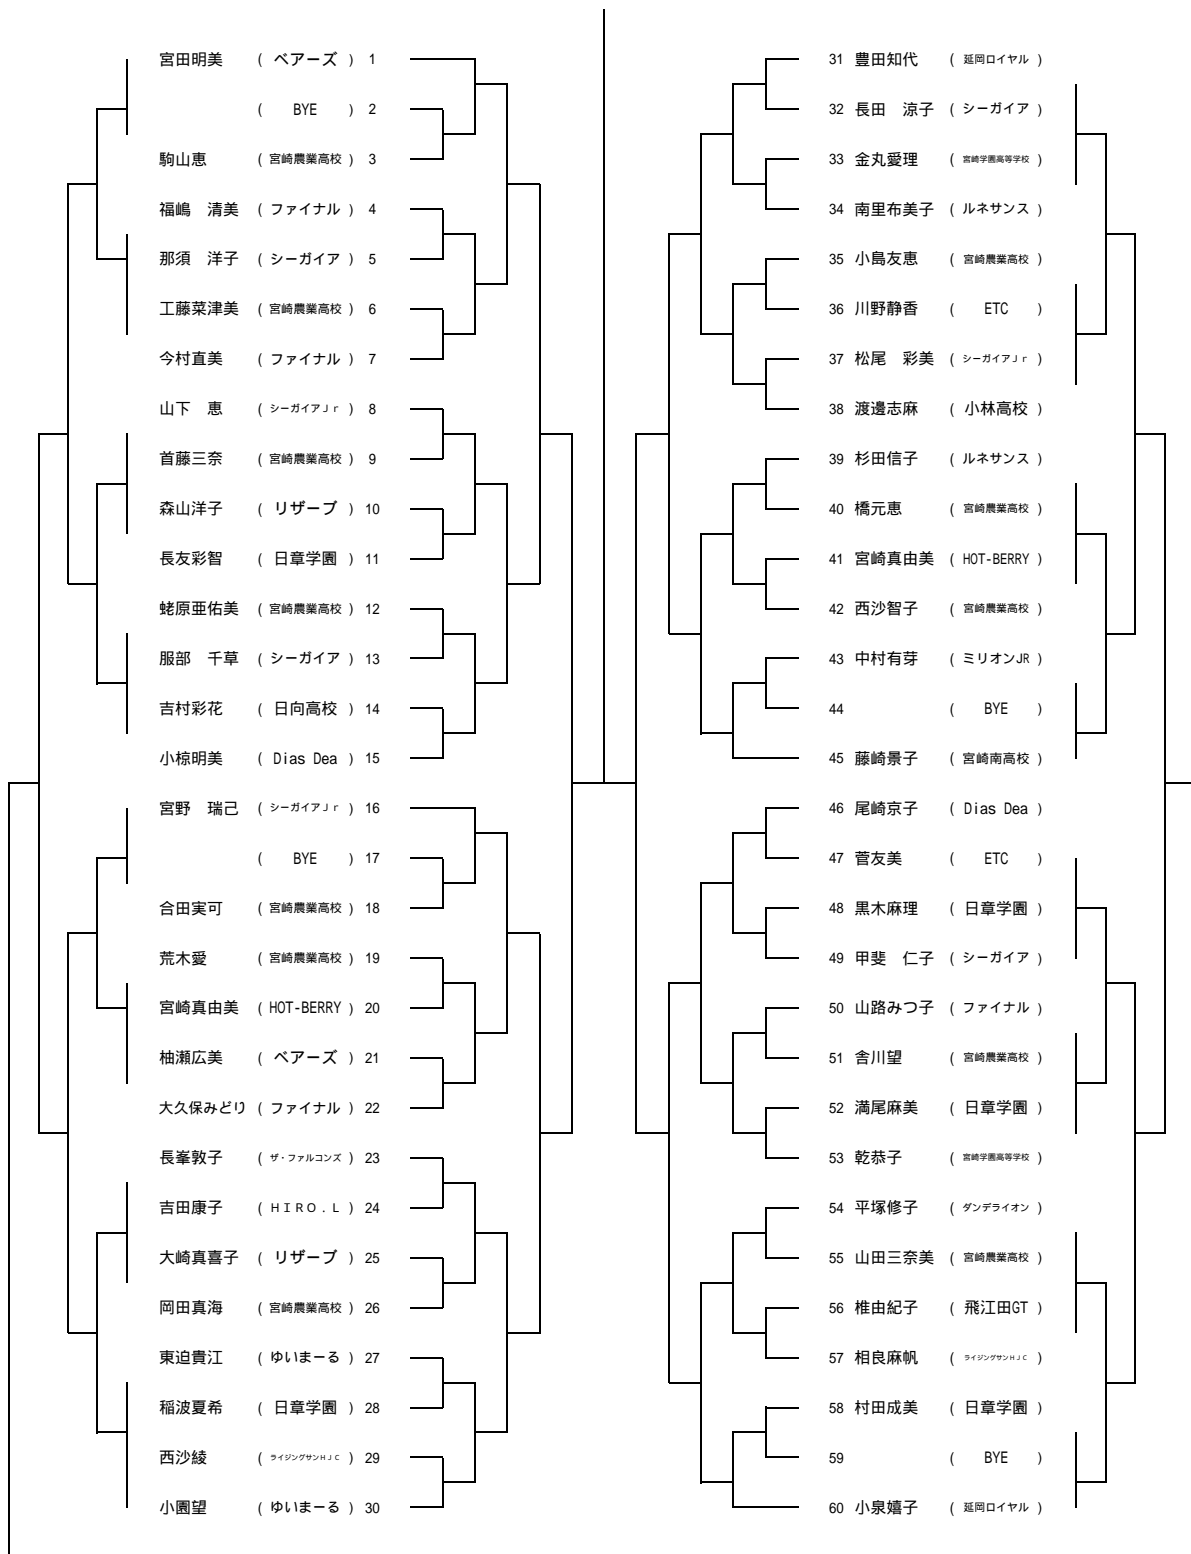 宮田明美 ( ベアーズ ) 1
( BYE ) 2
駒山恵 ( 宮崎農業高校 ) 3
福嶋　清美 ( ファイナル ) 4
那須　洋子 ( シーガイア ) 5
工藤菜津美 ( 宮崎農業高校 ) 6
今村直美 ( ファイナル ) 7
山下　恵 ( シーガイアＪｒ ) 8
首藤三奈 ( 宮崎農業高校 ) 9
森山洋子 ( リザーブ ) 10
長友彩智 ( 日章学園 ) 11
蛯原亜佑美 ( 宮崎農業高校 ) 12
服部　千草 ( シーガイア ) 13
吉村彩花 ( 日向高校 ) 14
小椋明美 ( Dias Dea ) 15
宮野　瑞己 ( シーガイアＪｒ ) 16
( BYE ) 17
合田実可 ( 宮崎農業高校 ) 18
荒木愛 ( 宮崎農業高校 ) 19
宮崎真由美 ( HOT-BERRY ) 20
柚瀬広美 ( ベアーズ ) 21
大久保みどり ( ファイナル ) 22
長峯敦子 ( ザ・ファルコンズ ) 23
吉田康子 ( ＨＩＲＯ．Ｌ ) 24
大崎真喜子 ( リザーブ ) 25
岡田真海 ( 宮崎農業高校 ) 26
東迫貴江 ( ゆいまーる ) 27
稲波夏希 ( 日章学園 ) 28
西沙綾 ( ライジングサンＨＪＣ ) 29
小園望 ( ゆいまーる ) 30
31 豊田知代 ( 延岡ロイヤル )
32 長田　涼子 ( シーガイア )
33 金丸愛理 ( 宮崎学園高等学校 )
34 南里布美子 ( ルネサンス )
35 小島友恵 ( 宮崎農業高校 )
36 川野静香 ( ETC )
37 松尾　彩美 ( シーガイアＪｒ )
38 渡邊志麻 ( 小林高校 )
39 杉田信子 ( ルネサンス )
40 橋元恵 ( 宮崎農業高校 )
41 宮崎真由美 ( HOT-BERRY )
42 西沙智子 ( 宮崎農業高校 )
43 中村有芽 ( ミリオンJR )
44 ( BYE )
45 藤崎景子 ( 宮崎南高校 )
46 尾崎京子 ( Dias Dea )
47 菅友美 ( ETC )
48 黒木麻理 ( 日章学園 )
49 甲斐　仁子 ( シーガイア )
50 山路みつ子 ( ファイナル )
51 舎川望 ( 宮崎農業高校 )
52 満尾麻美 ( 日章学園 )
53 乾恭子 ( 宮崎学園高等学校 )
54 平塚修子 ( ダンデライオン )
55 山田三奈美 ( 宮崎農業高校 )
56 椎由紀子 ( 飛江田GT )
57 相良麻帆 ( ライジングサンＨＪＣ )
58 村田成美 ( 日章学園 )
59 ( BYE )
60 小泉嬉子 ( 延岡ロイヤル )